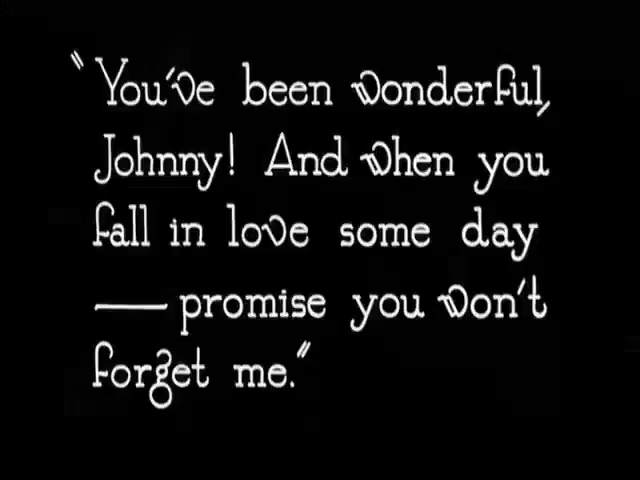 "You've been wonderful,
Johnny! And when you
fall in love some day
— promise you won't
forget me."